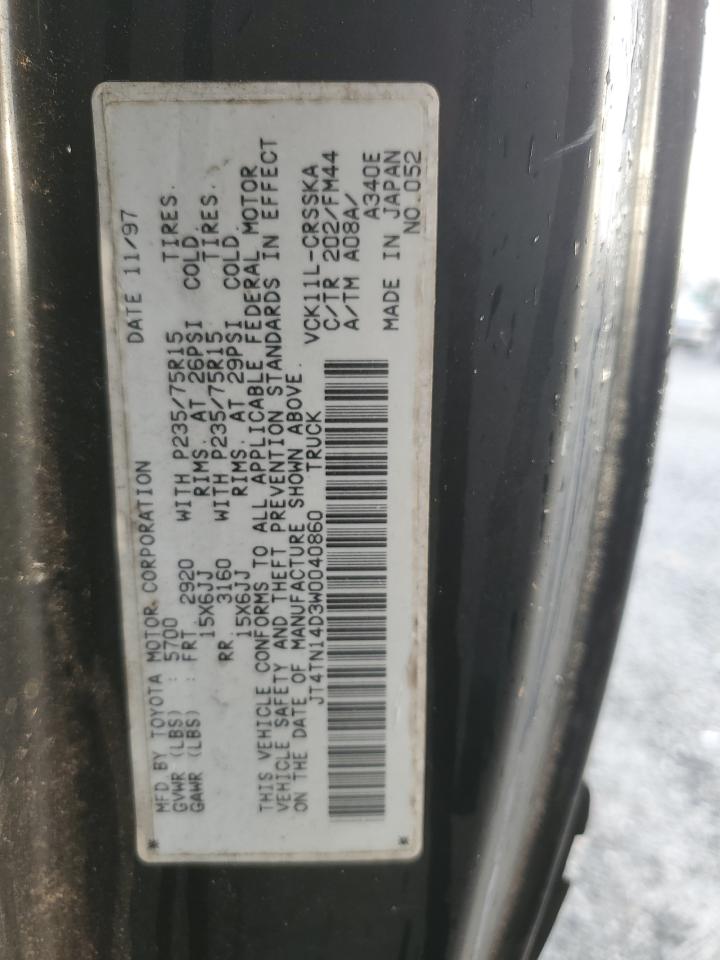 MFD BY TOYOTA MOTOR CORPORATION DATE 11/97
GVWR (LBS) : 5700
GAWR (LBS) : FRT. 2920 WITH P235/75R15 TIRES.
15X6JJ RIMS. AT 26PSI COLD.
RR. 3160 WITH P235/75R15 TIRES.
15X6JJ RIMS. AT 29PSI COLD.
THIS VEHICLE CONFORMS TO ALL APPLICABLE FEDERAL MOTOR
VEHICLE SAFETY AND THEFT PREVENTION STANDARDS IN EFFECT
ON THE DATE OF MANUFACTURE SHOWN ABOVE.
JT4TN14D3W0040860 TRUCK
VCK11L-CRSSKA
C/TR 202/FM44
A/TM A08A/
A340E
MADE IN JAPAN
NO.052